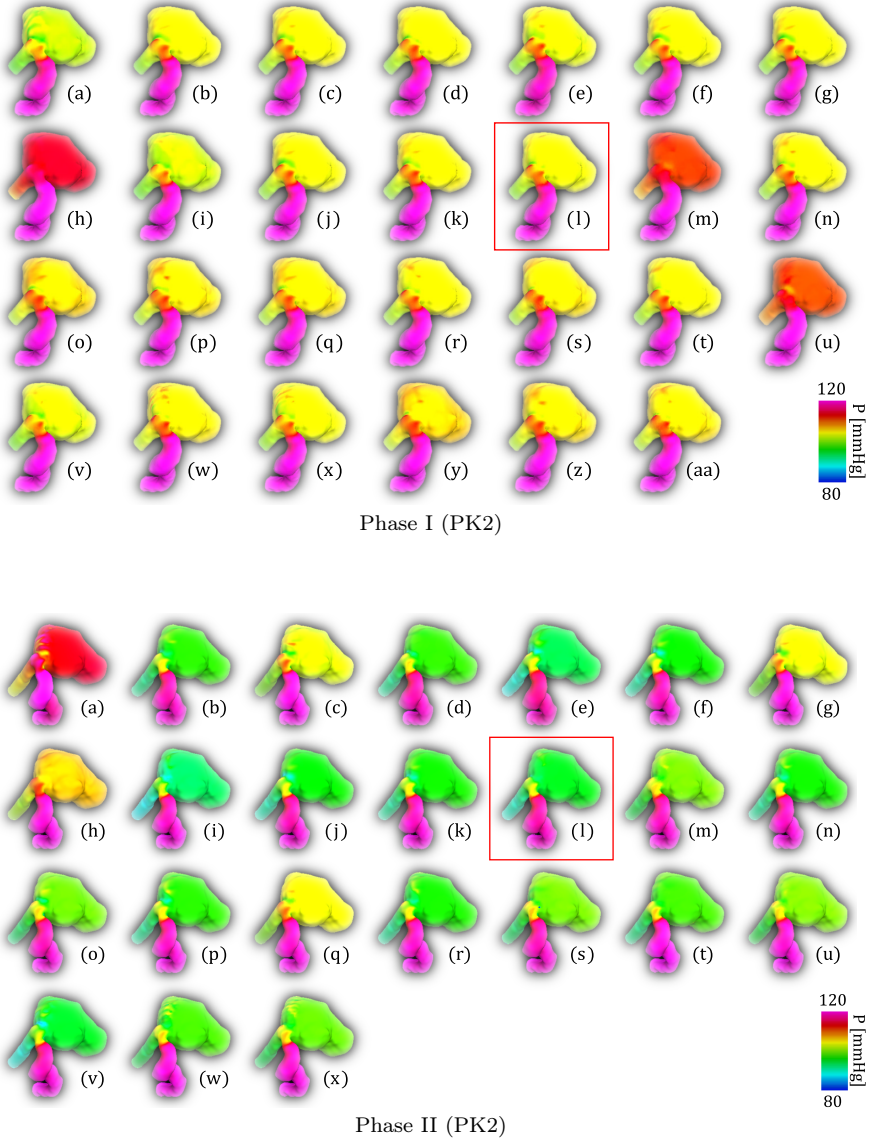 (a) (b) (c) (d) (e) (f) (g)
(h) (i) (j) (k) (l) (m) (n)
(o) (p) (q) (r) (s) (t) (u)
(v) (w) (x) (y) (z) (aa)
120
P [mmHg]
80
Phase I (PK2)
(a) (b) (c) (d) (e) (f) (g)
(h) (i) (j) (k) (l) (m) (n)
(o) (p) (q) (r) (s) (t) (u)
(v) (w) (x)
120
P [mmHg]
80
Phase II (PK2)